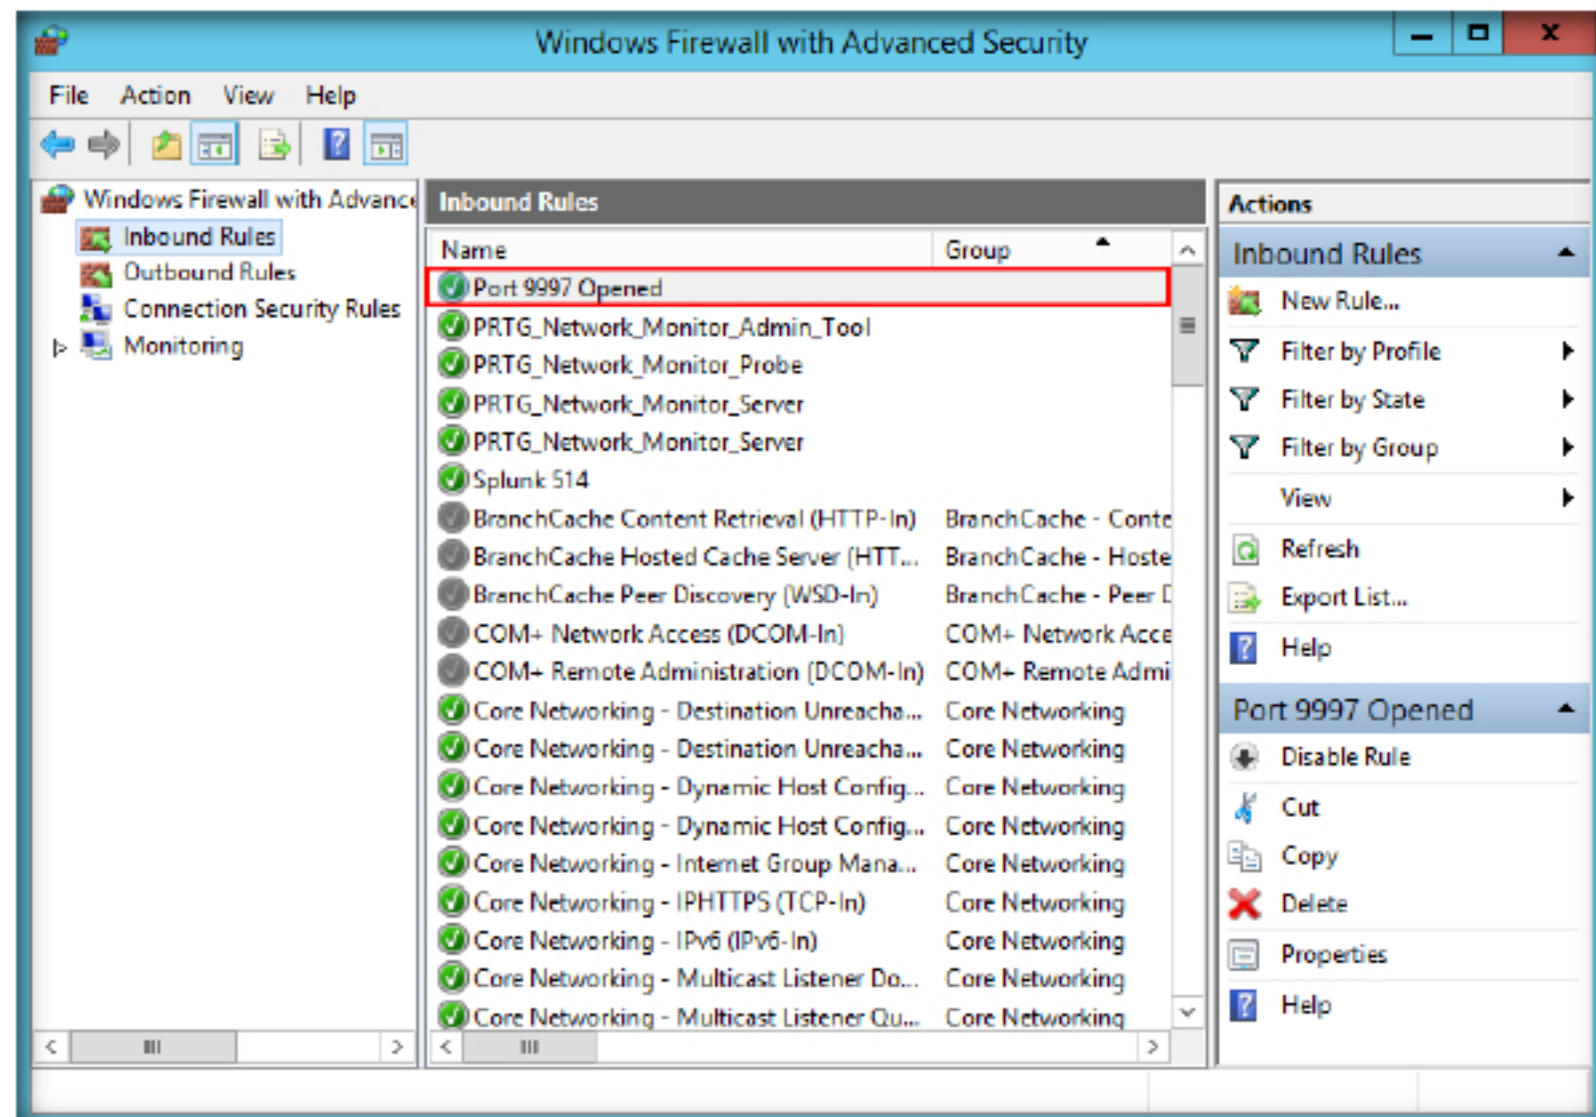 Windows Firewall with Advanced Security
File Action View Help
Windows Firewall with Advance
Inbound Rules
Outbound Rules
Connection Security Rules
Monitoring
Inbound Rules
Name Group
Port 9997 Opened
PRTG_Network_Monitor_Admin_Tool
PRTG_Network_Monitor_Probe
PRTG_Network_Monitor_Server
PRTG_Network_Monitor_Server
Splunk 514
BranchCache Content Retrieval (HTTP-In) BranchCache - Conte
BranchCache Hosted Cache Server (HTT... BranchCache - Hoste
BranchCache Peer Discovery (WSD-In) BranchCache - Peer D
COM+ Network Access (DCOM-In) COM+ Network Acce
COM+ Remote Administration (DCOM-In) COM+ Remote Admi
Core Networking - Destination Unreacha... Core Networking
Core Networking - Destination Unreacha... Core Networking
Core Networking - Dynamic Host Config... Core Networking
Core Networking - Dynamic Host Config... Core Networking
Core Networking - Internet Group Mana... Core Networking
Core Networking - IPHTTPS (TCP-In) Core Networking
Core Networking - IPv6 (IPv6-In) Core Networking
Core Networking - Multicast Listener Do... Core Networking
Core Networking - Multicast Listener Qu... Core Networking
Actions
Inbound Rules
New Rule...
Filter by Profile
Filter by State
Filter by Group
View
Refresh
Export List...
Help
Port 9997 Opened
Disable Rule
Cut
Copy
Delete
Properties
Help